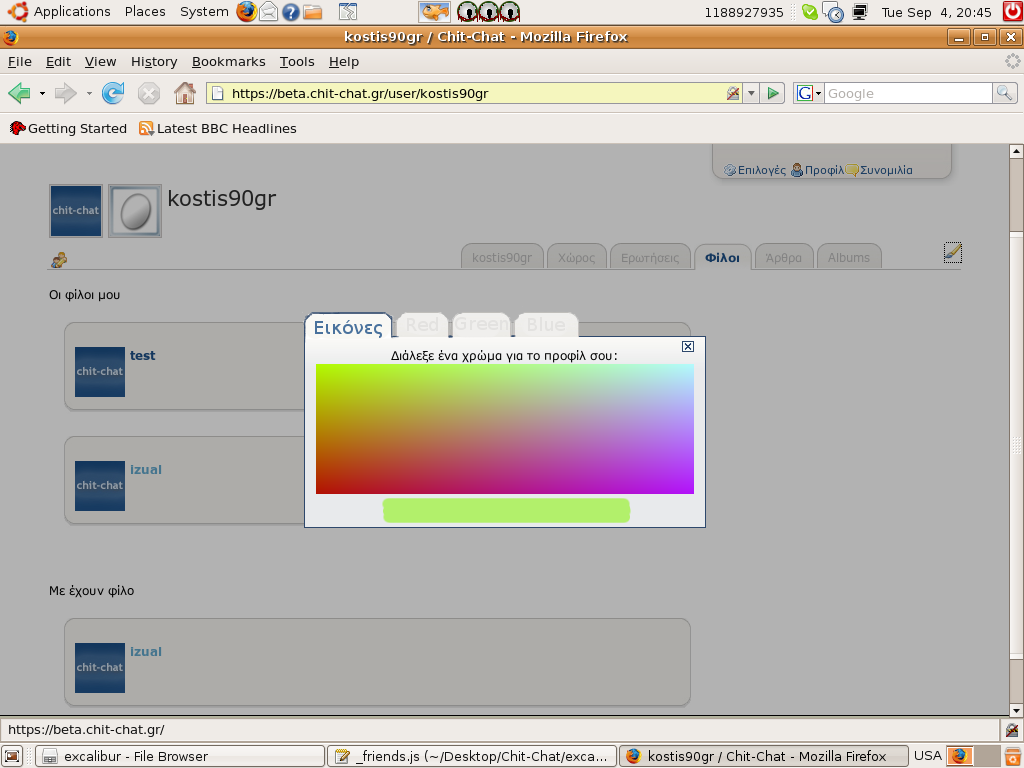 Applications Places System 1188927935 Tue Sep 4, 20:45
kostis90gr / Chit-Chat - Mozilla Firefox
File Edit View History Bookmarks Tools Help
https://beta.chit-chat.gr/user/kostis90gr G Google
Getting Started Latest BBC Headlines
Επιλογές Προφίλ Συνομιλία
chit-chat kostis90gr
kostis90gr Χώρος Ερωτήσεις Φίλοι Άρθρα Albums
Οι φίλοι μου
Εικόνες Red Green Blue
Διάλεξε ένα χρώμα για το προφίλ σου:
test
chit-chat
izual
chit-chat
Με έχουν φίλο
izual
chit-chat
https://beta.chit-chat.gr/
excalibur - File Browser _friends.js (~/Desktop/Chit-Chat/exca... kostis90gr / Chit-Chat - Mozilla Firefox USA